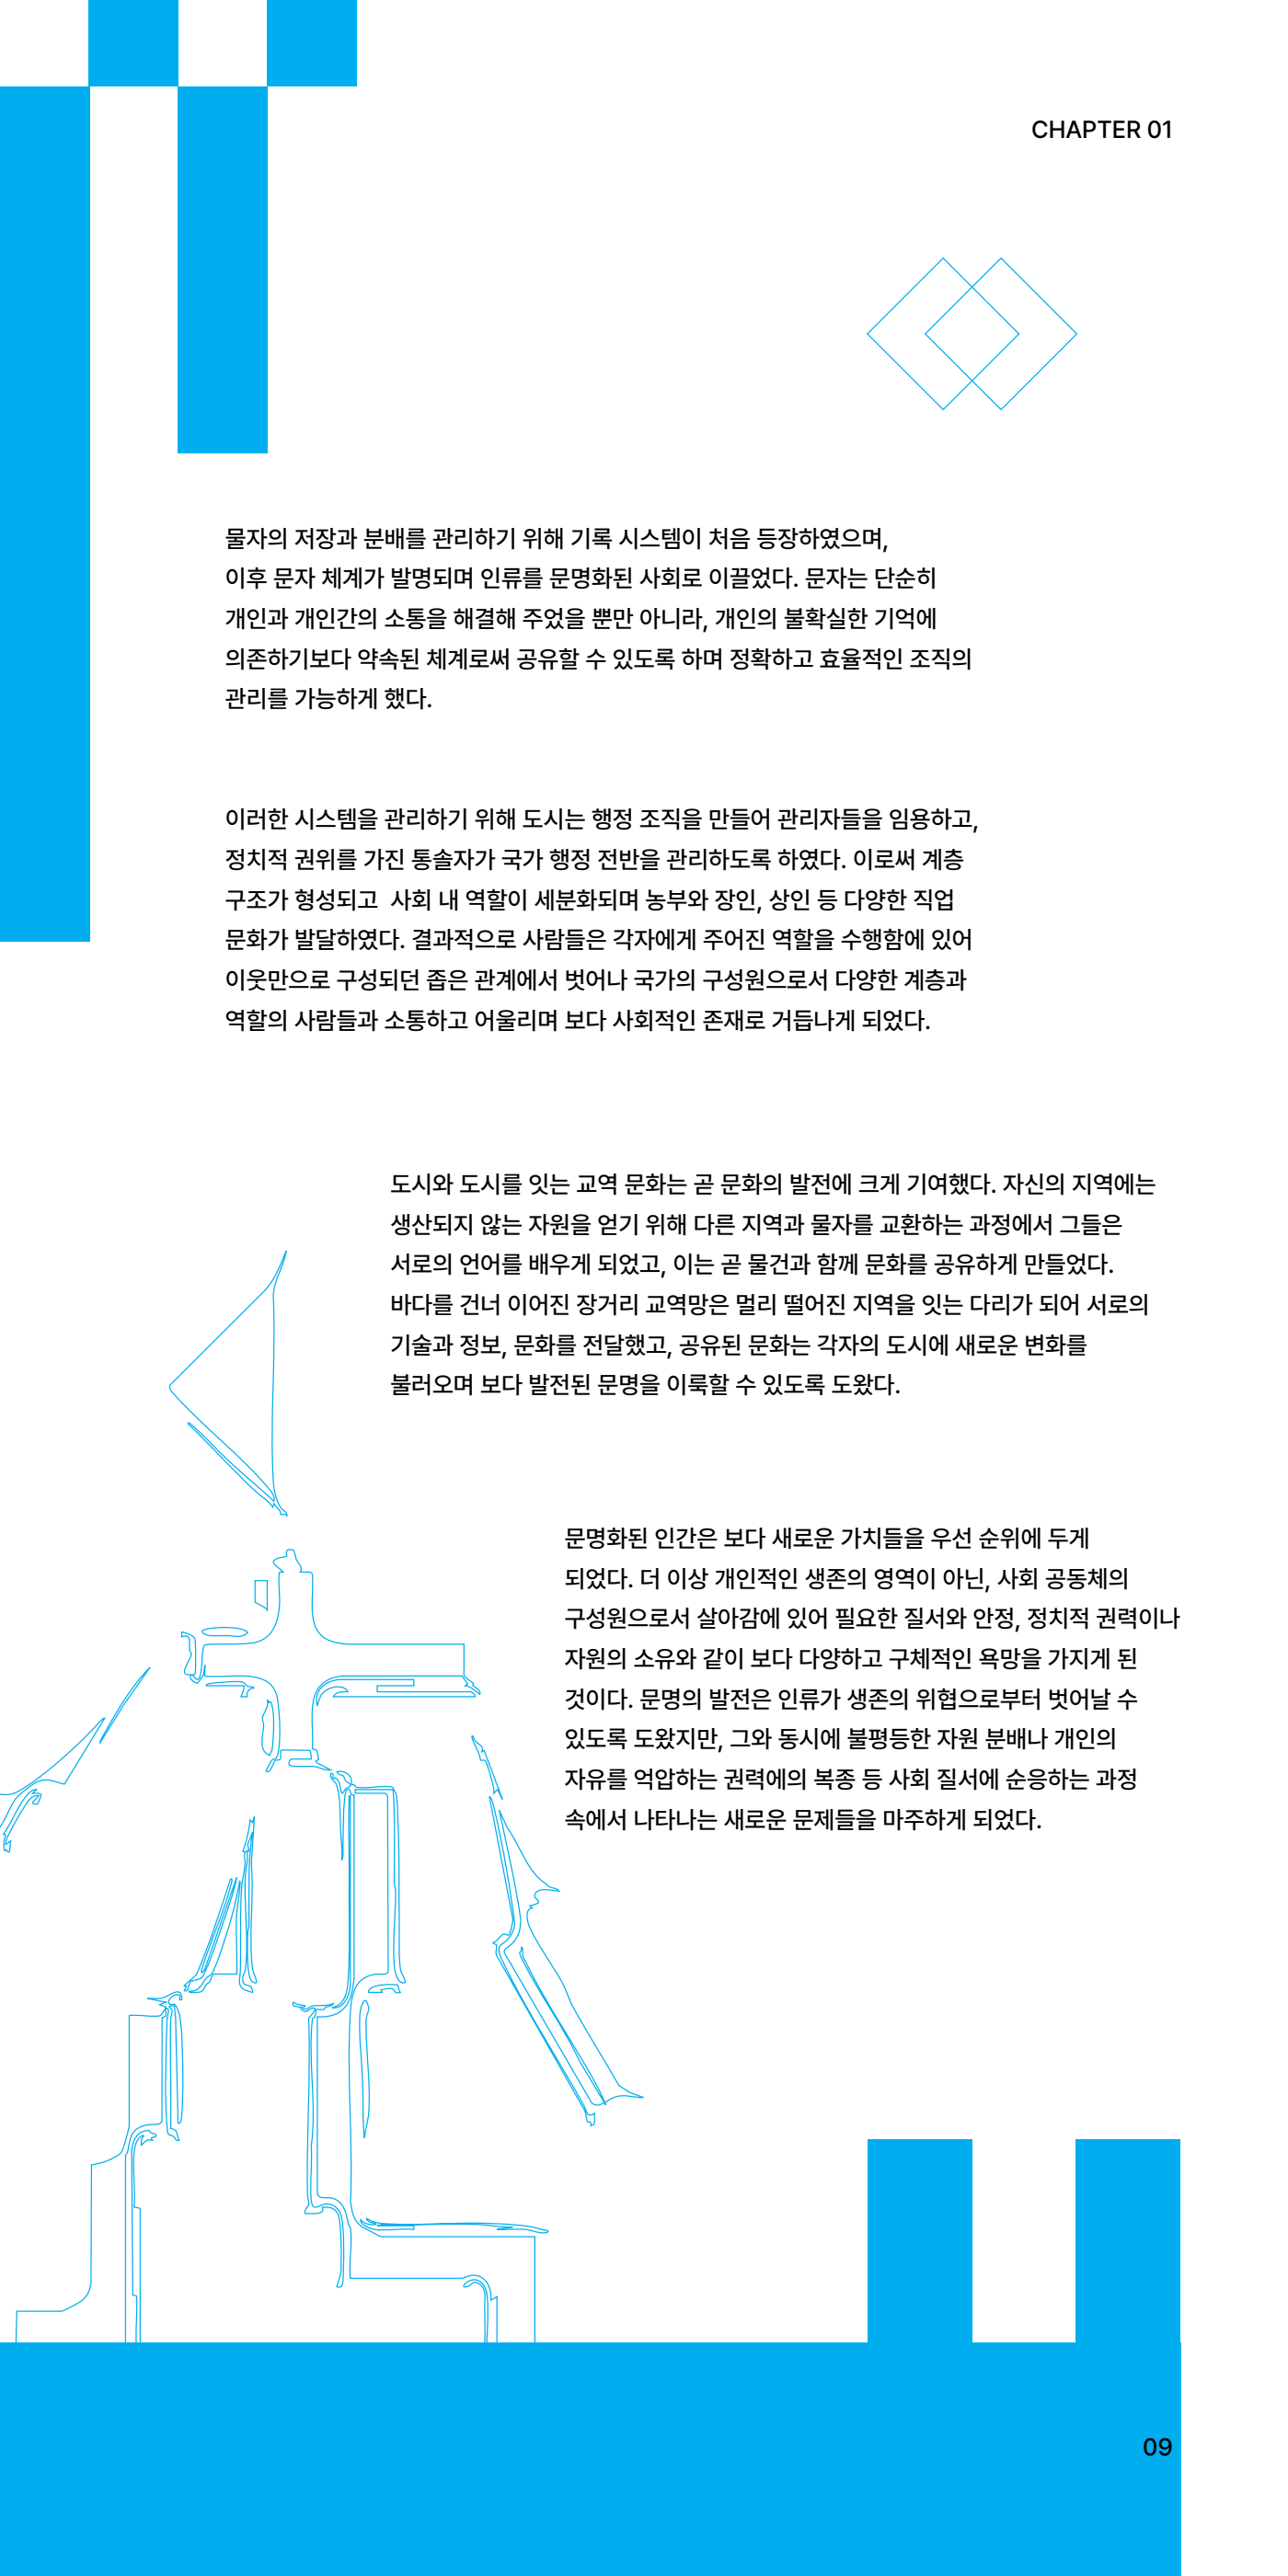 CHAPTER 01
물자의 저장과 분배를 관리하기 위해 기록 시스템이 처음 등장하였으며,
이후 문자 체계가 발명되며 인류를 문명화된 사회로 이끌었다. 문자는 단순히
개인과 개인간의 소통을 해결해 주었을 뿐만 아니라, 개인의 불확실한 기억에
의존하기보다 약속된 체계로써 공유할 수 있도록 하며 정확하고 효율적인 조직의
관리를 가능하게 했다.
이러한 시스템을 관리하기 위해 도시는 행정 조직을 만들어 관리자들을 임용하고,
정치적 권위를 가진 통솔자가 국가 행정 전반을 관리하도록 하였다. 이로써 계층
구조가 형성되고  사회 내 역할이 세분화되며 농부와 장인, 상인 등 다양한 직업
문화가 발달하였다. 결과적으로 사람들은 각자에게 주어진 역할을 수행함에 있어
이웃만으로 구성되던 좁은 관계에서 벗어나 국가의 구성원으로서 다양한 계층과
역할의 사람들과 소통하고 어울리며 보다 사회적인 존재로 거듭나게 되었다.
도시와 도시를 잇는 교역 문화는 곧 문화의 발전에 크게 기여했다. 자신의 지역에는
생산되지 않는 자원을 얻기 위해 다른 지역과 물자를 교환하는 과정에서 그들은
서로의 언어를 배우게 되었고, 이는 곧 물건과 함께 문화를 공유하게 만들었다.
바다를 건너 이어진 장거리 교역망은 멀리 떨어진 지역을 잇는 다리가 되어 서로의
기술과 정보, 문화를 전달했고, 공유된 문화는 각자의 도시에 새로운 변화를
불러오며 보다 발전된 문명을 이룩할 수 있도록 도왔다.
문명화된 인간은 보다 새로운 가치들을 우선 순위에 두게
되었다. 더 이상 개인적인 생존의 영역이 아닌, 사회 공동체의
구성원으로서 살아감에 있어 필요한 질서와 안정, 정치적 권력이나
자원의 소유와 같이 보다 다양하고 구체적인 욕망을 가지게 된
것이다. 문명의 발전은 인류가 생존의 위협으로부터 벗어날 수
있도록 도왔지만, 그와 동시에 불평등한 자원 분배나 개인의
자유를 억압하는 권력에의 복종 등 사회 질서에 순응하는 과정
속에서 나타나는 새로운 문제들을 마주하게 되었다.
09